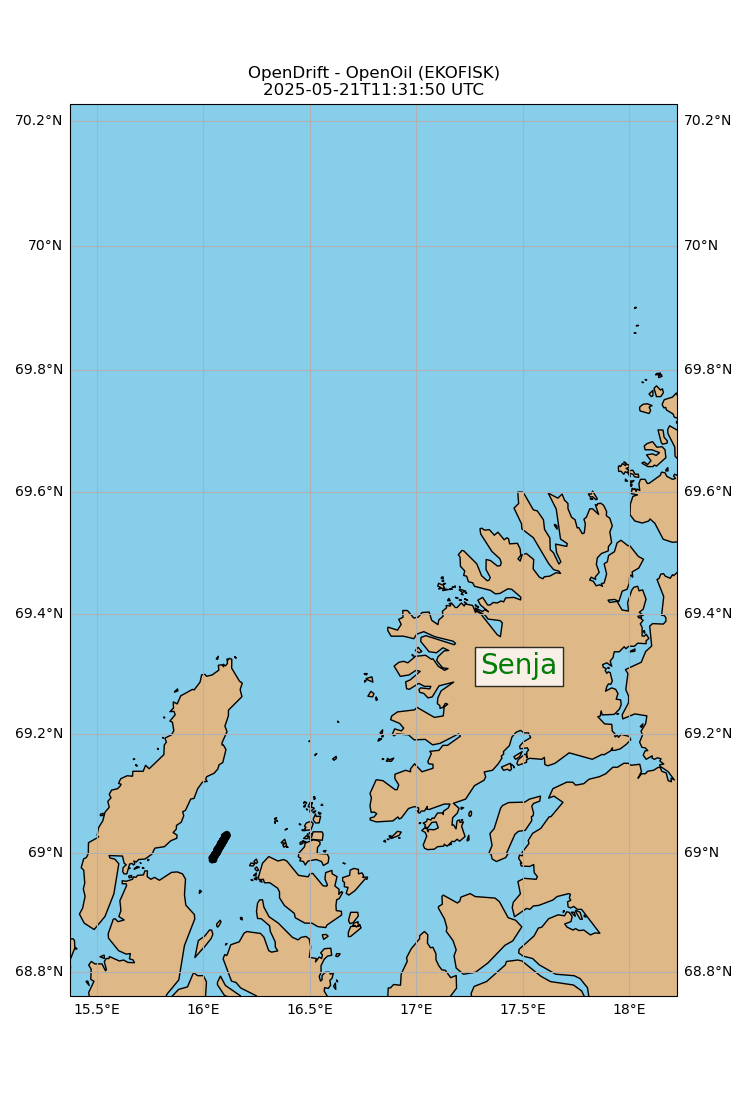 OpenDrift - OpenOil (EKOFISK)
2025-05-21T11:31:50 UTC
70.2°N 70.2°N
70°N 70°N
69.8°N 69.8°N
69.6°N 69.6°N
69.4°N 69.4°N
Senja
69.2°N 69.2°N
69°N 69°N
68.8°N 68.8°N
15.5°E 16°E 16.5°E 17°E 17.5°E 18°E